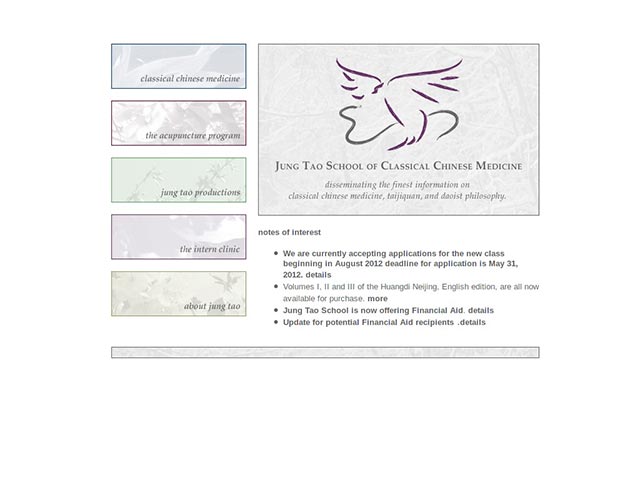 classical chinese medicine
the acupuncture program
jung tao productions
the intern clinic
about jung tao
Jung Tao School of Classical Chinese Medicine
disseminating the finest information on
classical chinese medicine, taijiquan, and daoist philosophy.
notes of interest
We are currently accepting applications for the new class
beginning in August 2012 deadline for application is May 31,
2012. details
Volumes I, II and III of the Huangdi Neijing, English edition, are all now
available for purchase. more
Jung Tao School is now offering Financial Aid. details
Update for potential Financial Aid recipients .details